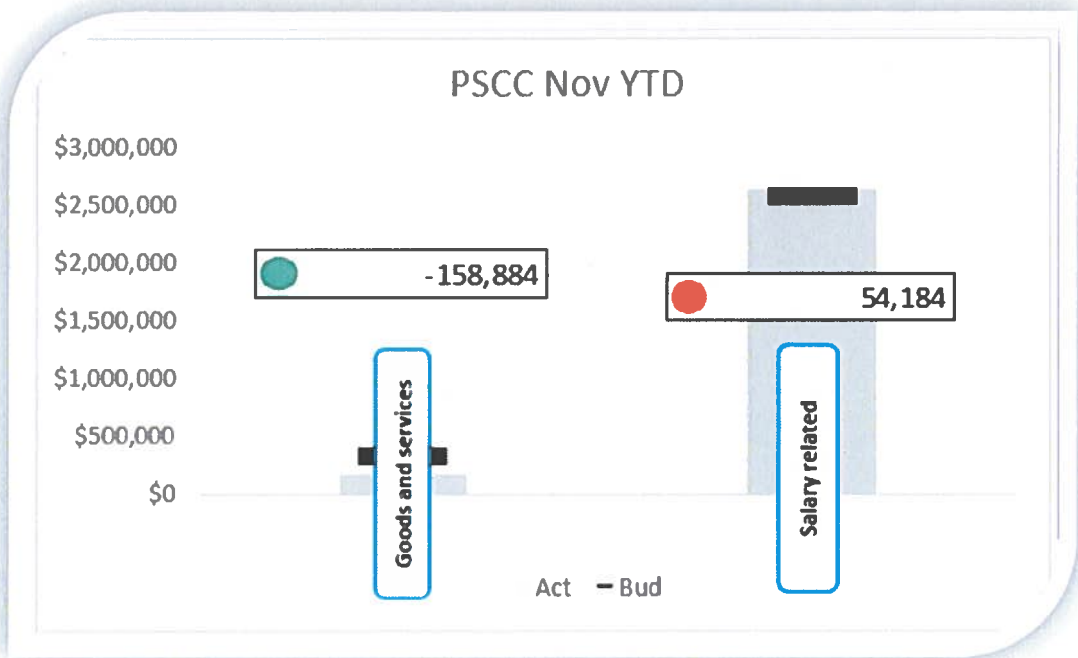 PSCC Nov YTD
$3,000,000
$2,500,000
$2,000,000
$1,500,000
$1,000,000
$500,000
$0
-158,884
54,184
Goods and services
Salary related
Act
Bud